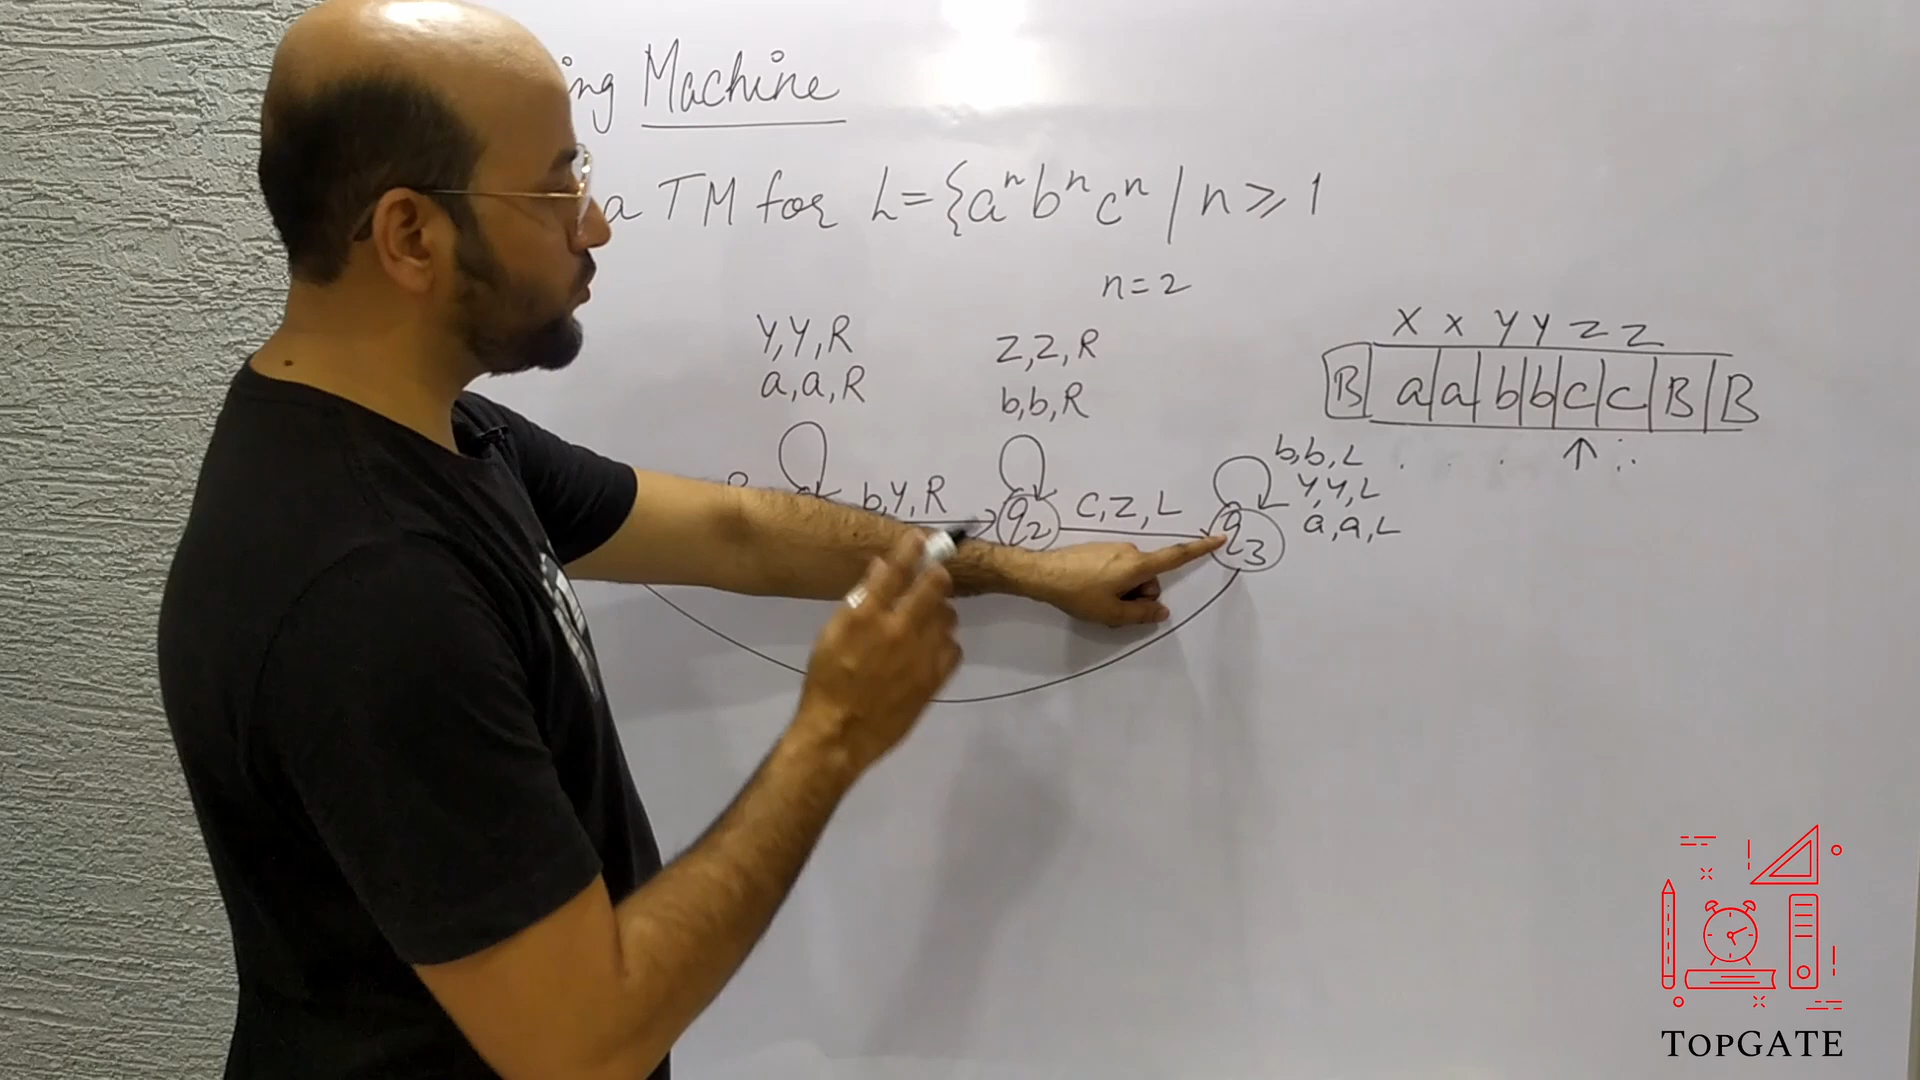 ing Machine
a TM for L={aⁿbⁿcⁿ | n ⩾ 1
n=2
Y,Y,R
a,a,R
Z,Z,R
b,b,R
X X Y Y Z Z
B a a b b c c B B
b,b,L
Y,Y,L
a,a,L
b,Y,R
C,Z,L
q2
q3
TOPGATE